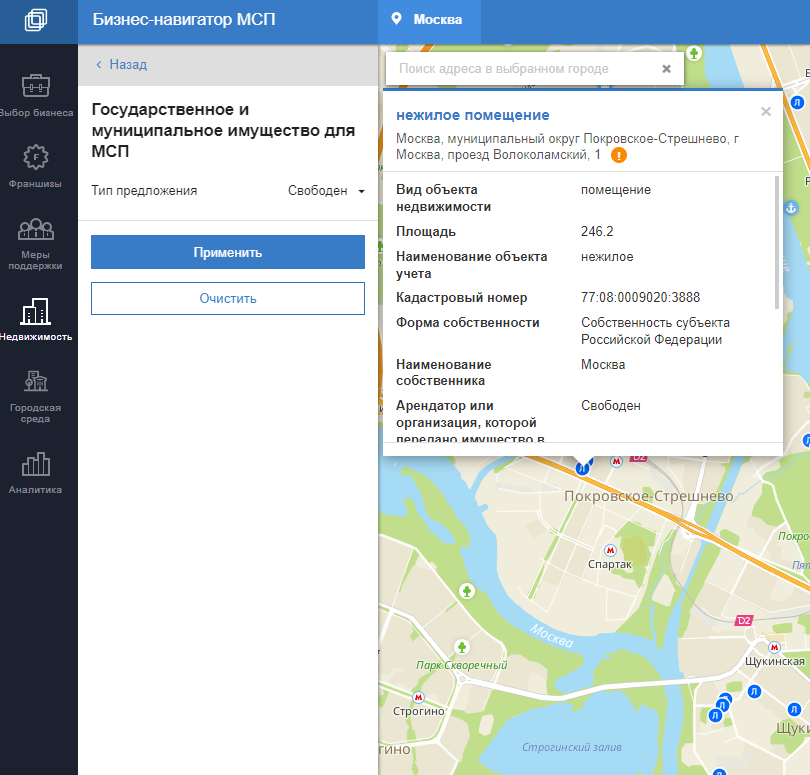 Бизнес-навигатор МСП
Москва
Выбор бизнеса
Франшизы
Меры
поддержки
Недвижимость
Городская
среда
Аналитика
Назад
Государственное и
муниципальное имущество для
МСП
Тип предложения
Свободен
Применить
Очистить
Поиск адреса в выбранном городе
нежилое помещение
Москва, муниципальный округ Покровское-Стрешнево, г
Москва, проезд Волоколамский, 1
Вид объекта
недвижимости
помещение
Площадь
246.2
Наименование объекта
учета
нежилое
Кадастровый номер
77:08:0009020:3888
Форма собственности
Собственность субъекта
Российской Федерации
Наименование
собственника
Москва
Арендатор или
организация, которой
передано имущество в
Свободен
D2
Покровское-Стрешнево
Спартак
Москва
D2
Щукинская
Парк Скворечный
Строгино
Строгинский залив